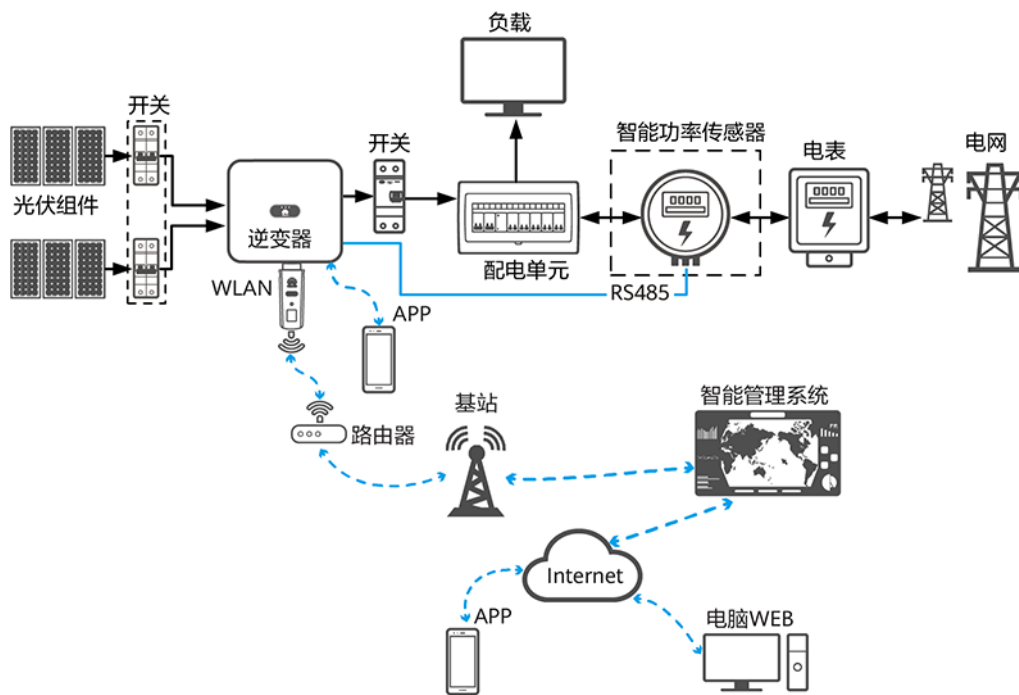 负载
开关
智能功率传感器
开关
电表
电网
光伏组件
逆变器
配电单元
WLAN
RS485
APP
智能管理系统
基站
路由器
Internet
APP
电脑WEB